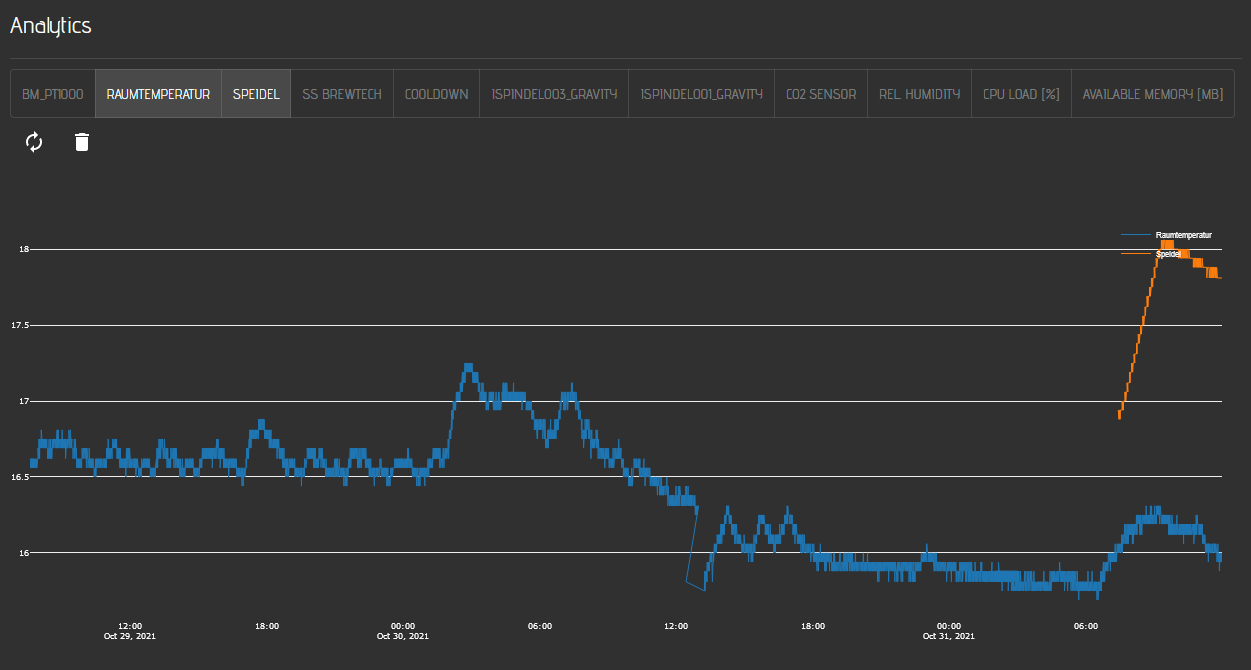 Analytics
BM_PT1000 RAUMTEMPERATUR SPEIDEL SS BREWTECH COOLDOWN ISPINDEL003_GRAVITY ISPINDEL001_GRAVITY CO2 SENSOR REL. HUMIDITY CPU LOAD [%] AVAILABLE MEMORY [MB]
Raumtemperatur
Speidel
18
17.5
17
16.5
16
12:00 18:00 00:00 06:00 12:00 18:00 00:00 06:00
Oct 29, 2021 Oct 30, 2021 Oct 31, 2021